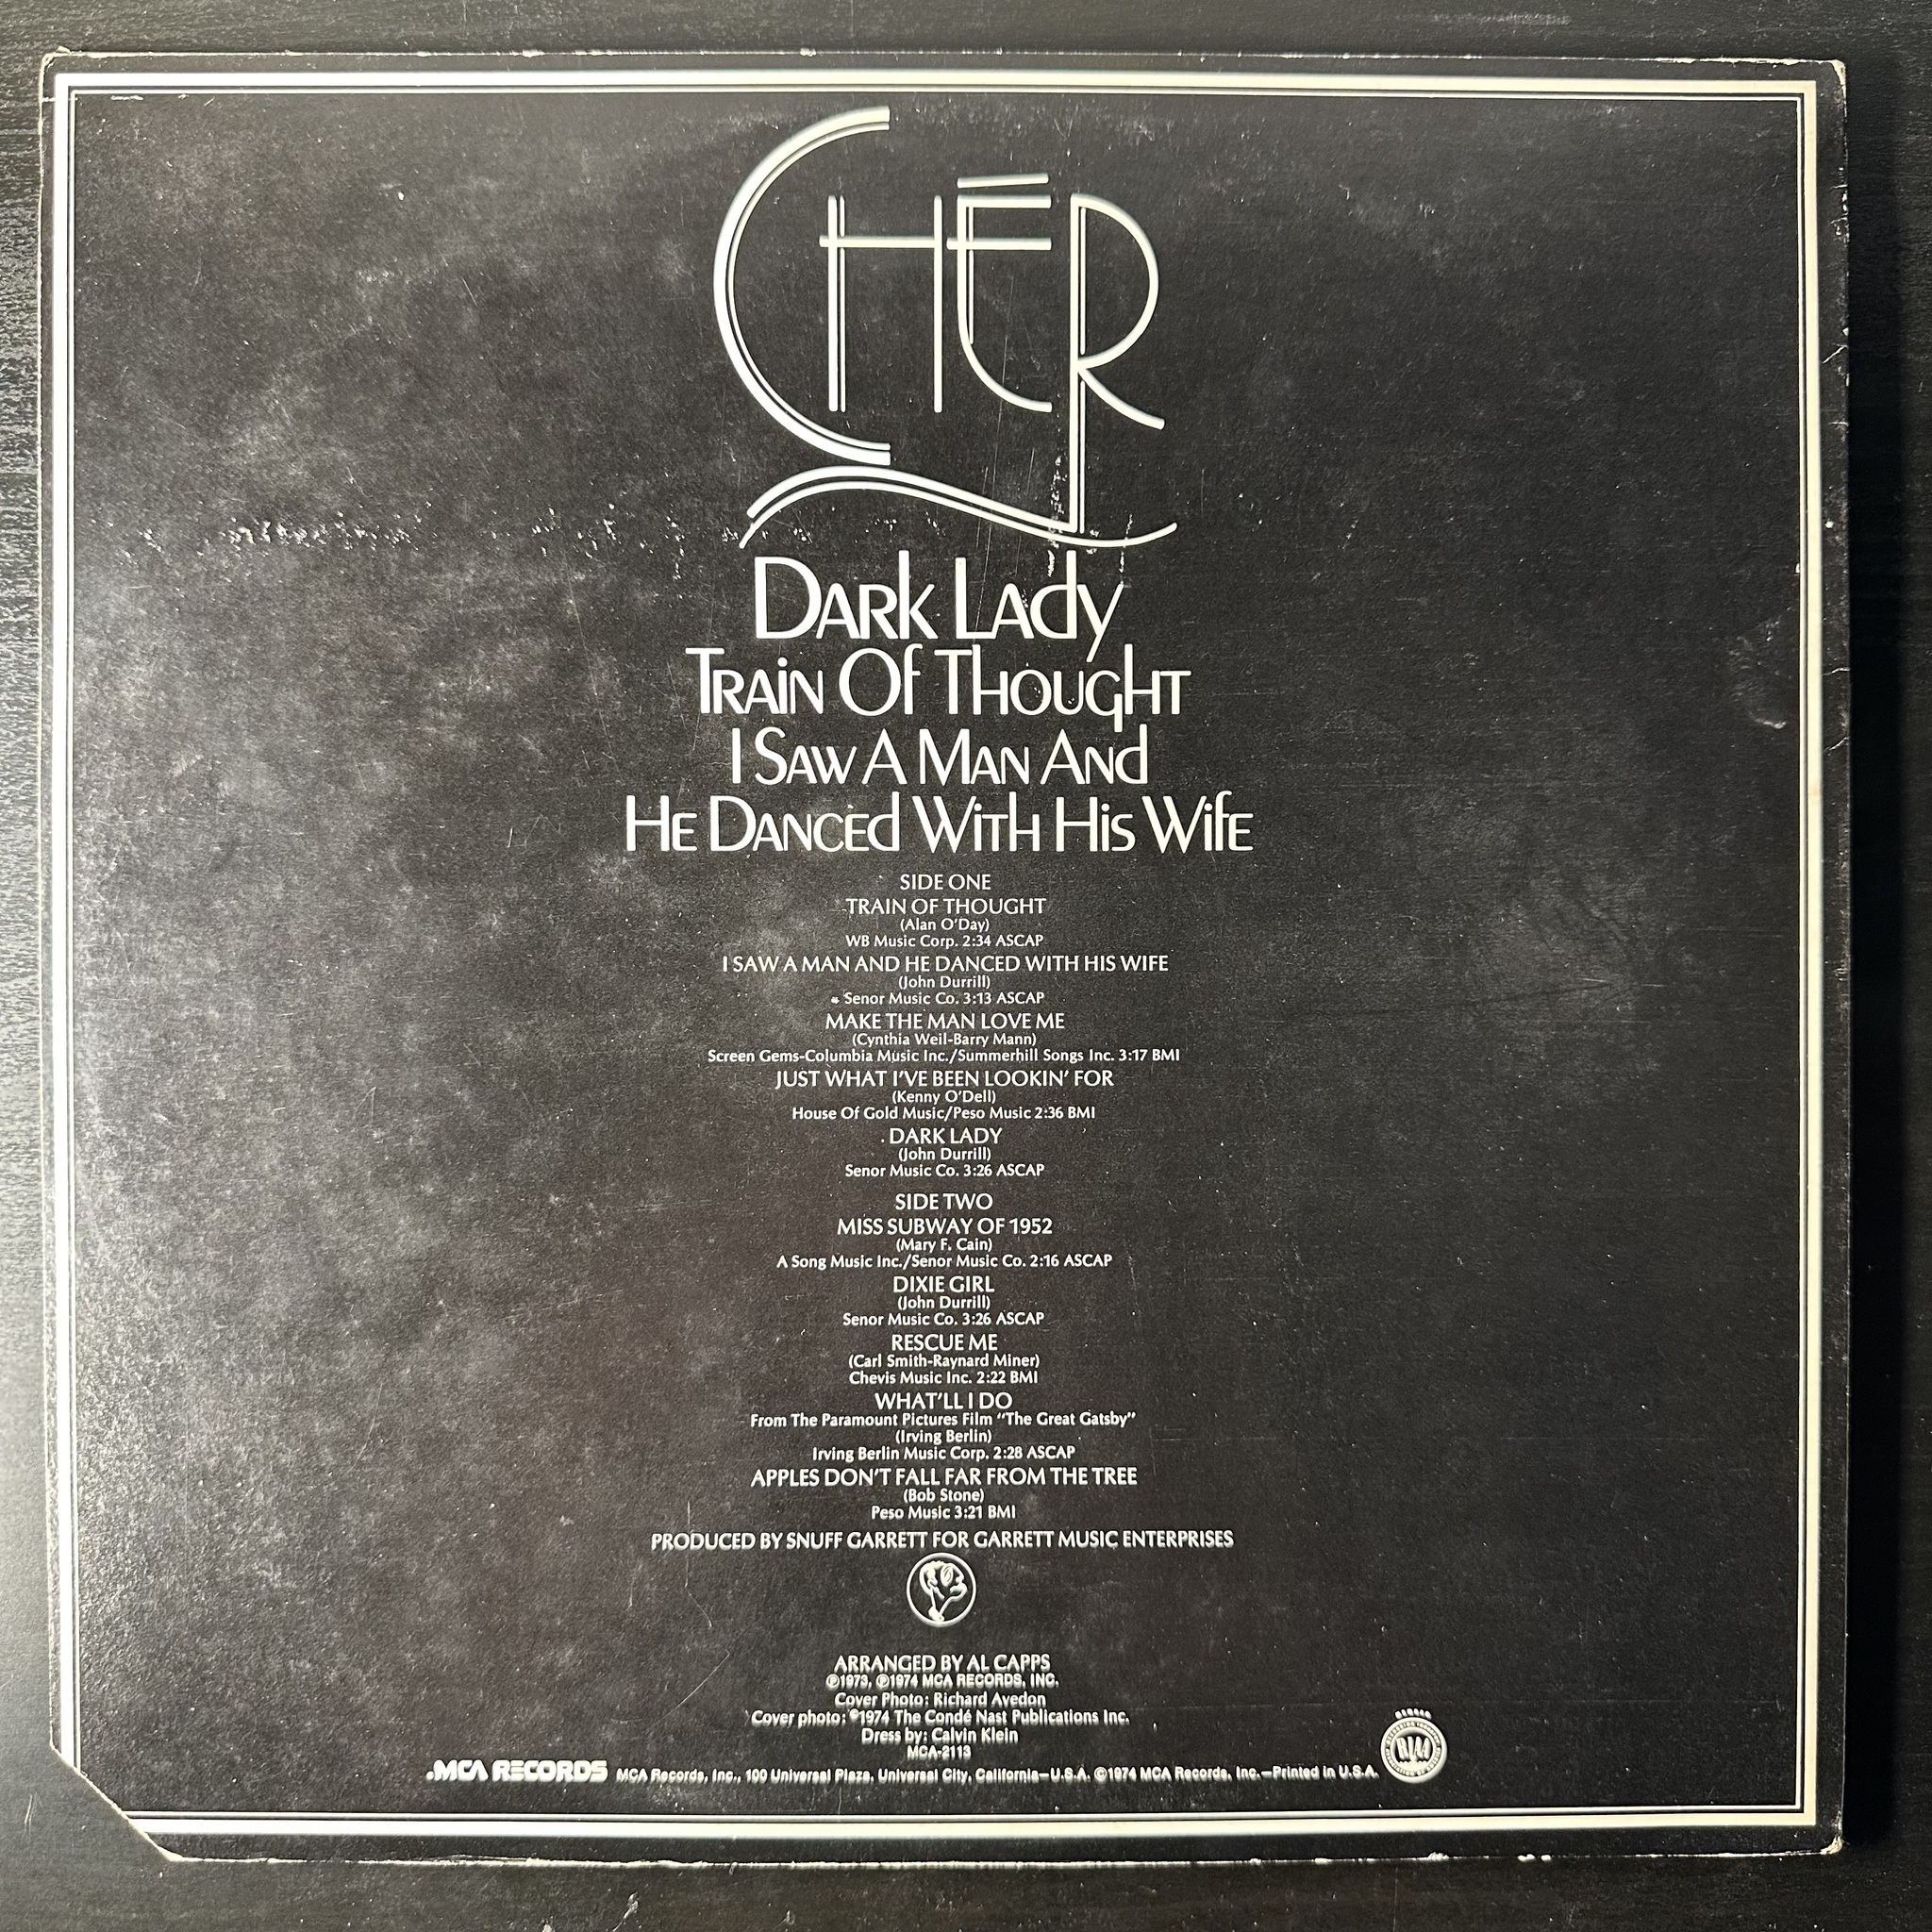 CHĒR
Dark Lady
Train Of Thought
I Saw A Man And
He Danced With His Wife
SIDE ONE
TRAIN OF THOUGHT
(Alan O'Day)
WB Music Corp. 2:34 ASCAP
I SAW A MAN AND HE DANCED WITH HIS WIFE
(John Durrill)
Senor Music Co. 3:13 ASCAP
MAKE THE MAN LOVE ME
(Cynthia Weil-Barry Mann)
Screen Gems-Columbia Music Inc./Summerhill Songs Inc. 3:17 BMI
JUST WHAT I'VE BEEN LOOKIN' FOR
(Kenny O'Dell)
House Of Gold Music/Peso Music 2:36 BMI
DARK LADY
(John Durrill)
Senor Music Co. 3:26 ASCAP
SIDE TWO
MISS SUBWAY OF 1952
(Mary F. Cain)
A Song Music Inc./Senor Music Co. 2:16 ASCAP
DIXIE GIRL
(John Durrill)
Senor Music Co. 3:26 ASCAP
RESCUE ME
(Carl Smith-Raynard Miner)
Chevis Music Inc. 2:22 BMI
WHAT'LL I DO
From The Paramount Pictures Film "The Great Gatsby"
(Irving Berlin)
Irving Berlin Music Corp. 2:28 ASCAP
APPLES DON'T FALL FAR FROM THE TREE
(Bob Stone)
Peso Music 3:21 BMI
PRODUCED BY SNUFF GARRETT FOR GARRETT MUSIC ENTERPRISES
ARRANGED BY AL CAPPS
℗1973, ℗1974 MCA RECORDS, INC.
Cover Photo: Richard Avedon
Cover photo: ©1974 The Condé Nast Publications Inc.
Dress by: Calvin Klein
MCA-2113
MCA RECORDS MCA Records, Inc., 100 Universal Plaza, Universal City, California—U.S.A. ©1974 MCA Records, Inc.—Printed in U.S.A.